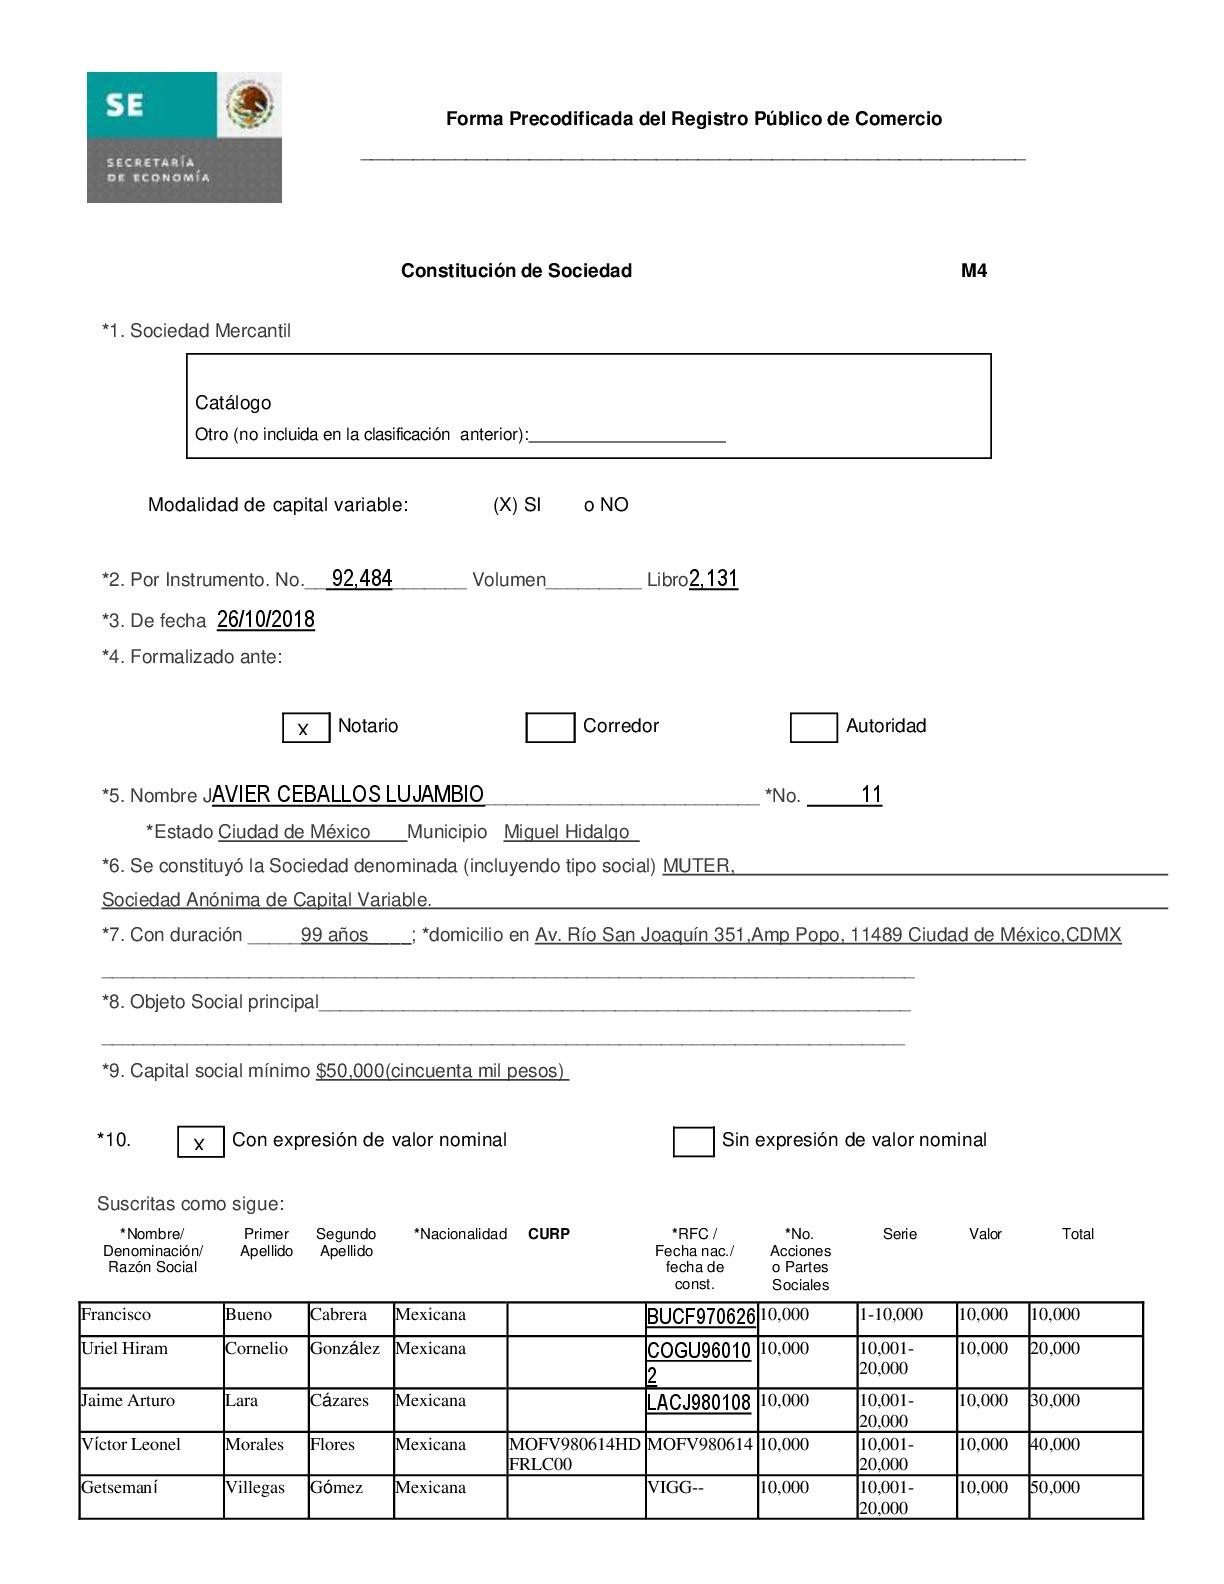 SE
SECRETARÍA
DE ECONOMÍA
Forma Precodificada del Registro Público de Comercio
Constitución de Sociedad M4
*1. Sociedad Mercantil
Catálogo
Otro (no incluida en la clasificación anterior):____________________
Modalidad de capital variable: (X) SI o NO
*2. Por Instrumento. No.__ 92,484_______ Volumen_________ Libro2,131
*3. De fecha 26/10/2018
*4. Formalizado ante:
x Notario Corredor Autoridad
*5. Nombre JAVIER CEBALLOS LUJAMBIO__________________________ *No. 11
*Estado Ciudad de México Municipio Miguel Hidalgo
*6. Se constituyó la Sociedad denominada (incluyendo tipo social) MUTER,
Sociedad Anónima de Capital Variable.
*7. Con duración _____99 años____; *domicilio en Av. Río San Joaquín 351,Amp Popo, 11489 Ciudad de México,CDMX
*8. Objeto Social principal
*9. Capital social mínimo $50,000(cincuenta mil pesos)
*10. x Con expresión de valor nominal Sin expresión de valor nominal
Suscritas como sigue:
*Nombre/ Primer Segundo *Nacionalidad CURP *RFC / *No. Serie Valor Total
Denominación/ Apellido Apellido Fecha nac./ Acciones
Razón Social fecha de o Partes
const. Sociales
Francisco Bueno Cabrera Mexicana BUCF970626 10,000 1-10,000 10,000 10,000
Uriel Hiram Cornelio González Mexicana COGU96010 10,000 10,001- 10,000 20,000
2 20,000
Jaime Arturo Lara Cázares Mexicana LACJ980108 10,000 10,001- 10,000 30,000
20,000
Víctor Leonel Morales Flores Mexicana MOFV980614HD MOFV980614 10,000 10,001- 10,000 40,000
FRLC00 20,000
Getsemaní Villegas Gómez Mexicana VIGG-- 10,000 10,001- 10,000 50,000
20,000